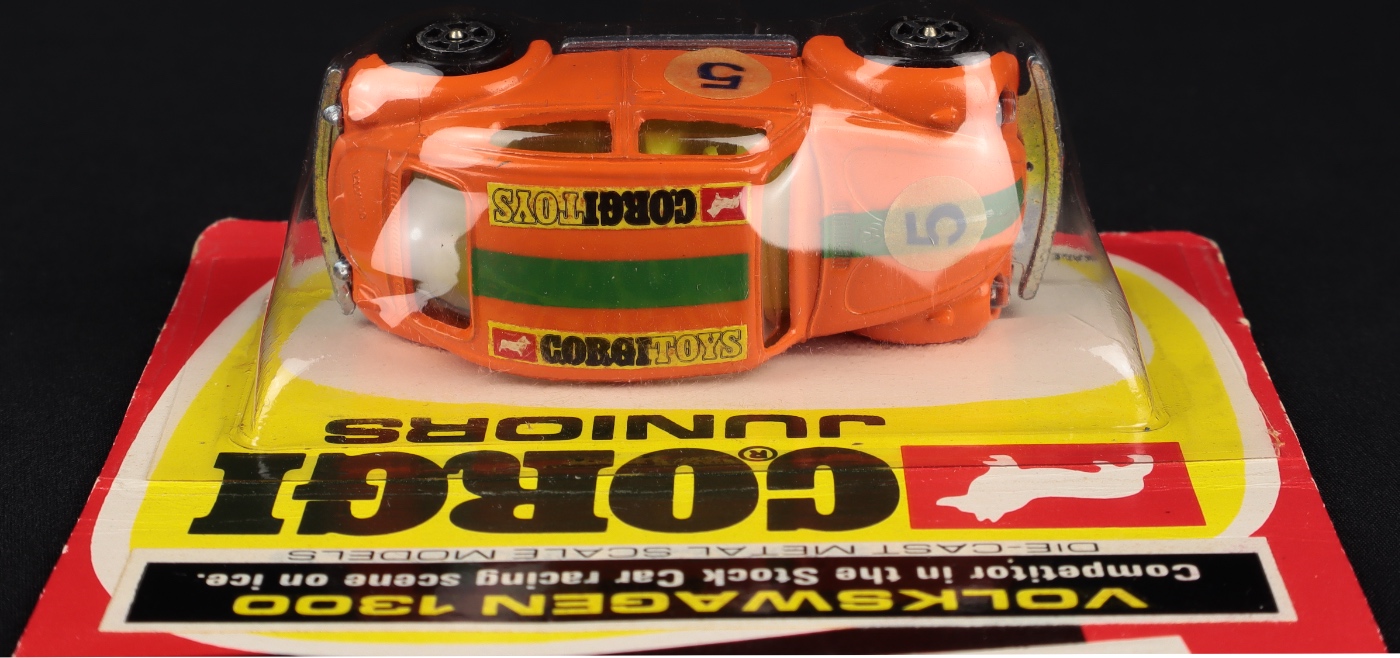 5
5
CORGI TOYS
CORGI TOYS
VOLKSWAGEN 1300
Competitor in the Stock Car racing scene on ice.
DIE-CAST METAL SCALE MODELS
CORGI®
JUNIORS